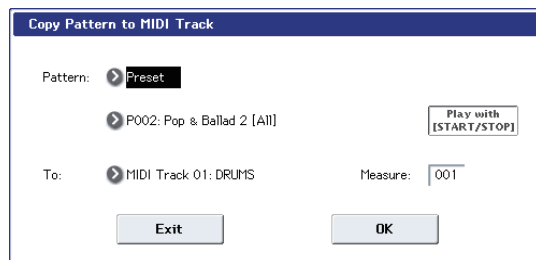 Copy Pattern to MIDI Track
Pattern: Preset
P002: Pop & Ballad 2 [All]
Play with
[START/STOP]
To: MIDI Track 01: DRUMS Measure: 001
Exit OK